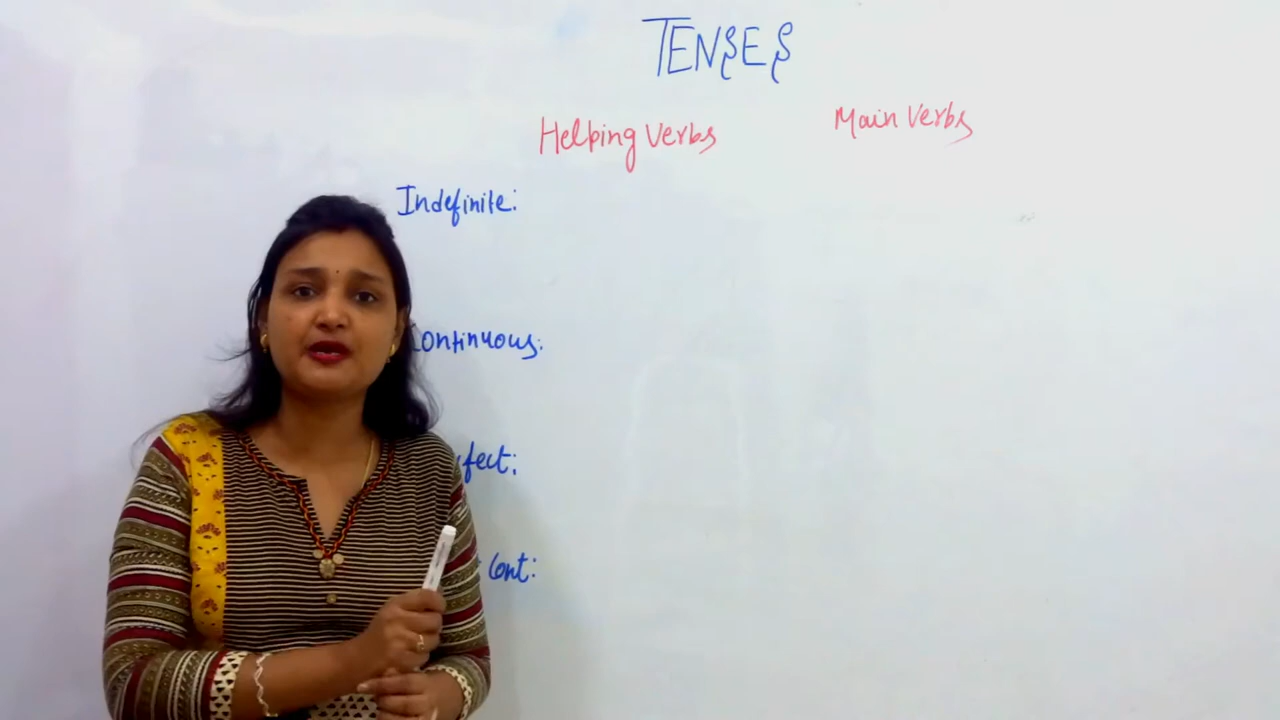 TENSES
Helping Verbs Main Verbs
Indefinite:
Continuous:
fect:
Cont: